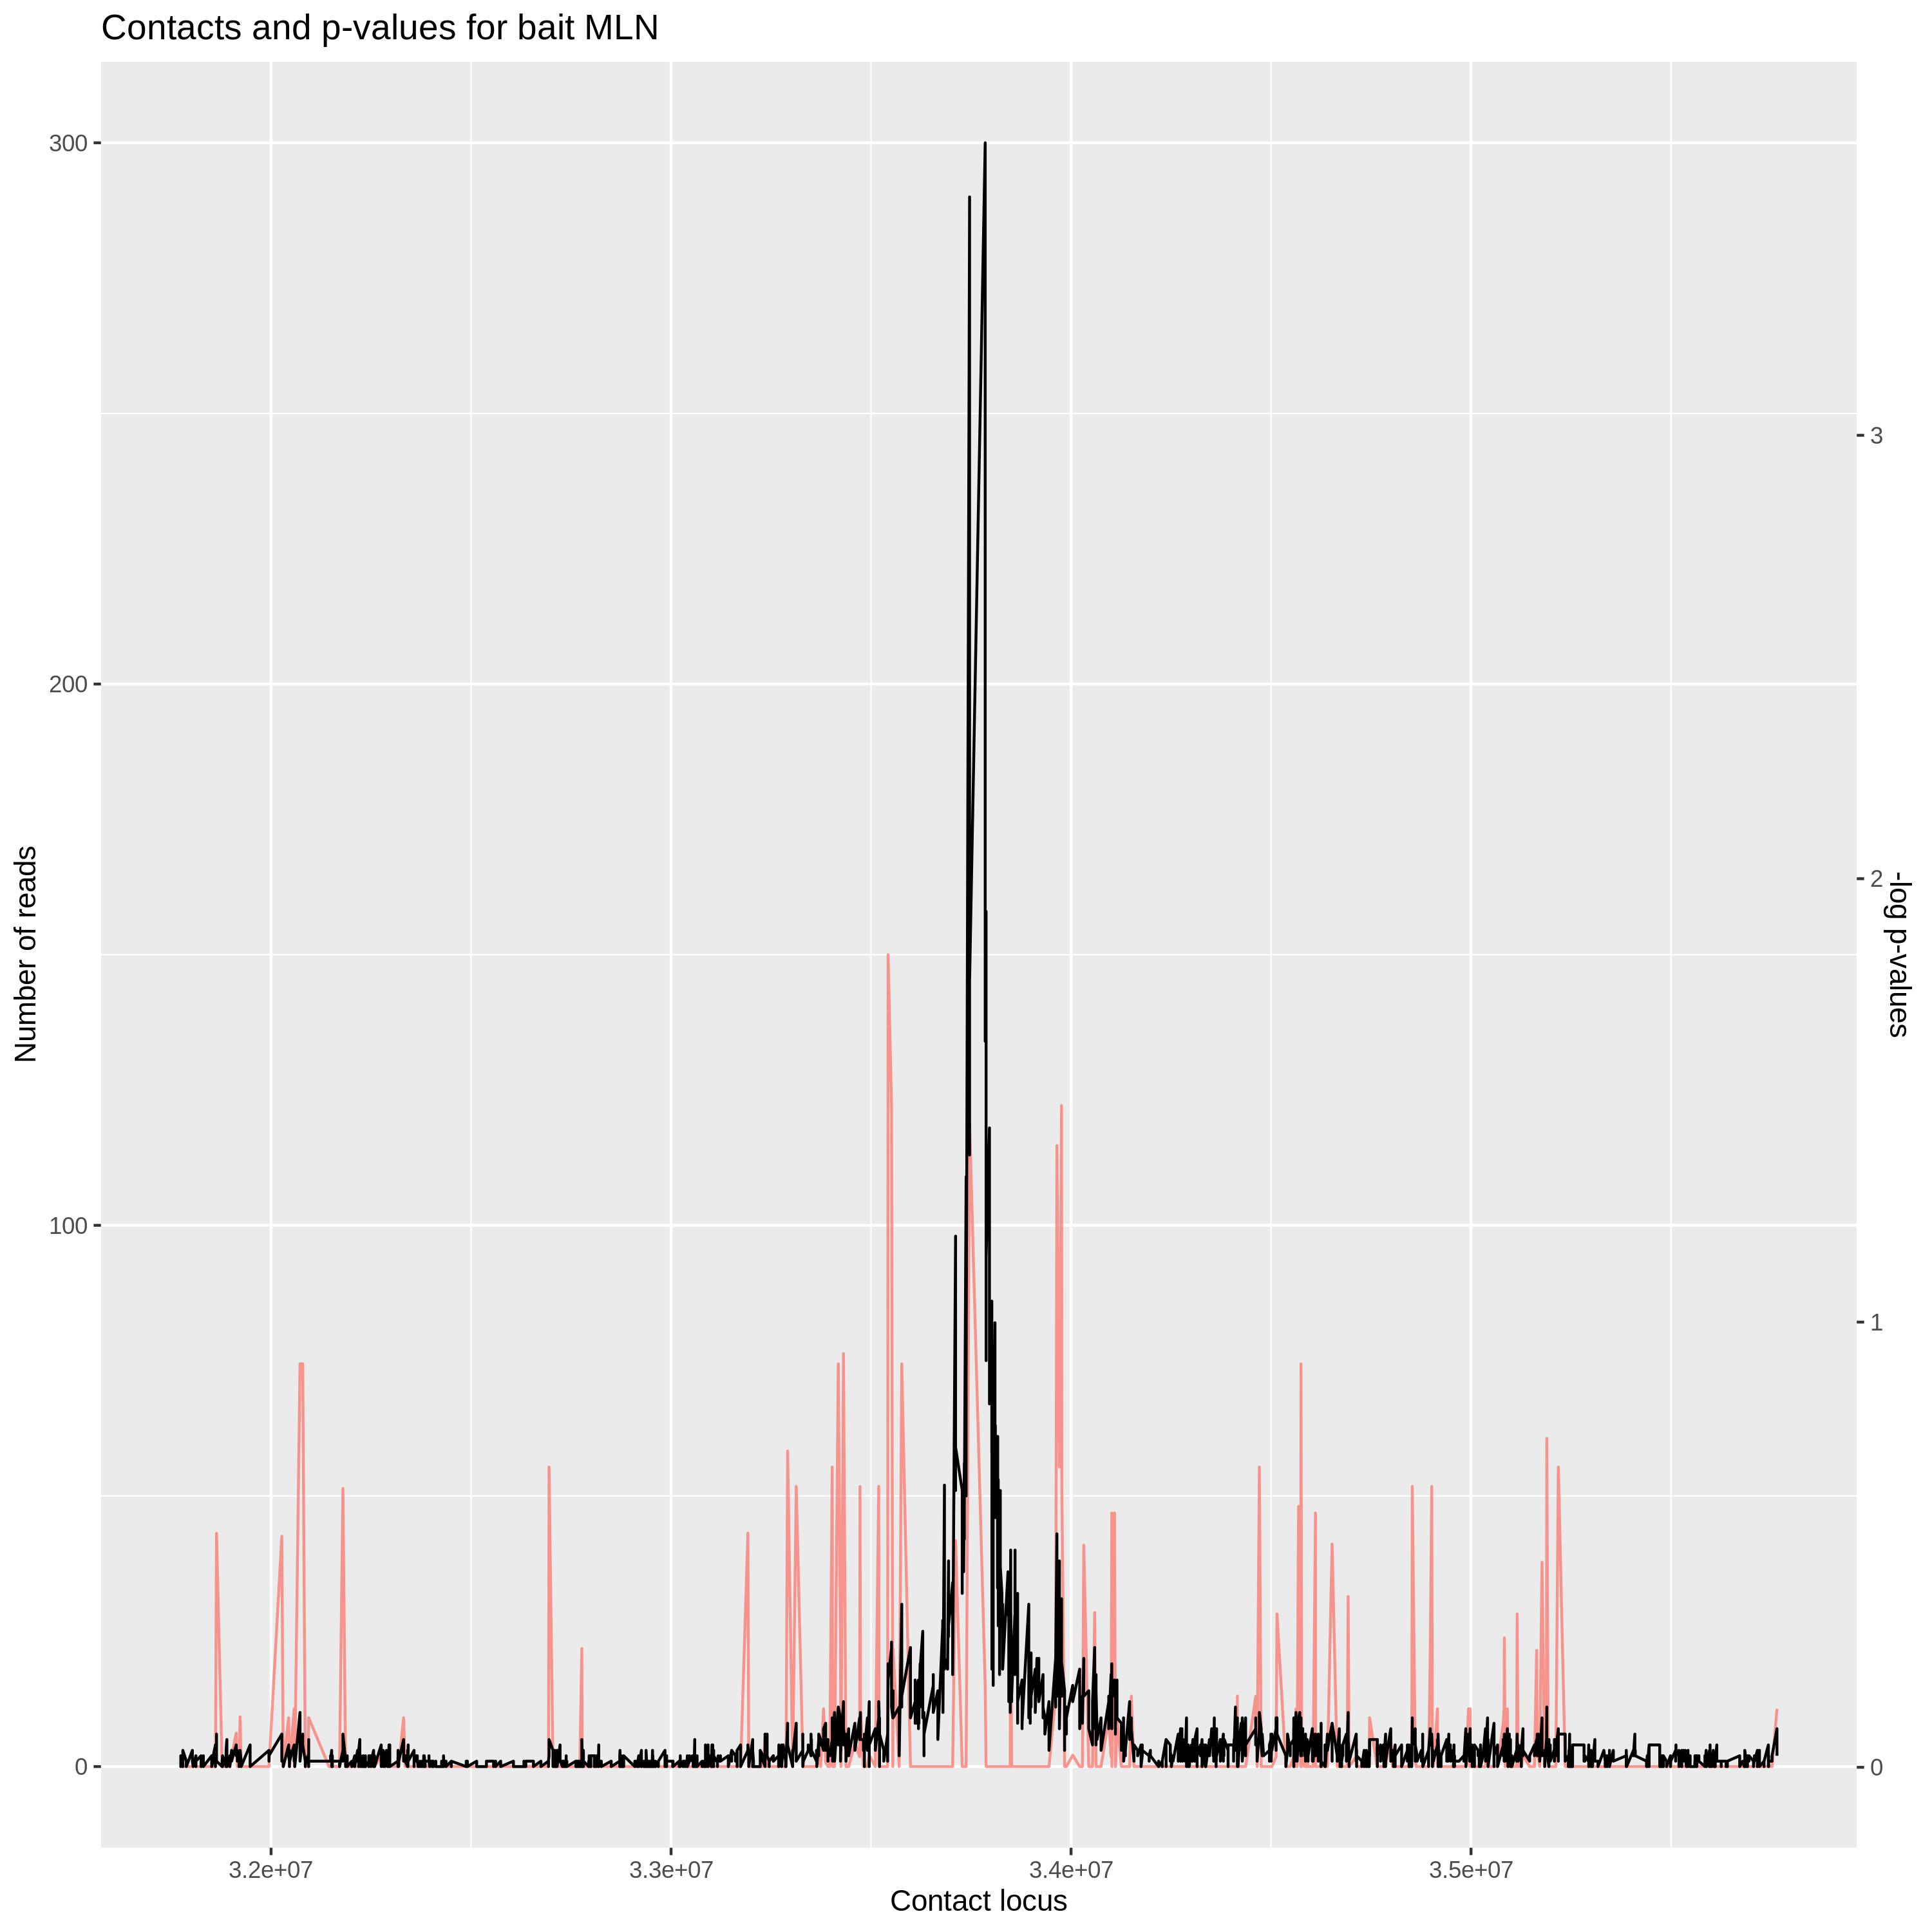 Contacts and p-values for bait MLN
300
200
100
0
Number of reads
3
2
1
0
-log p-values
3.2e+07
3.3e+07
3.4e+07
3.5e+07
Contact locus